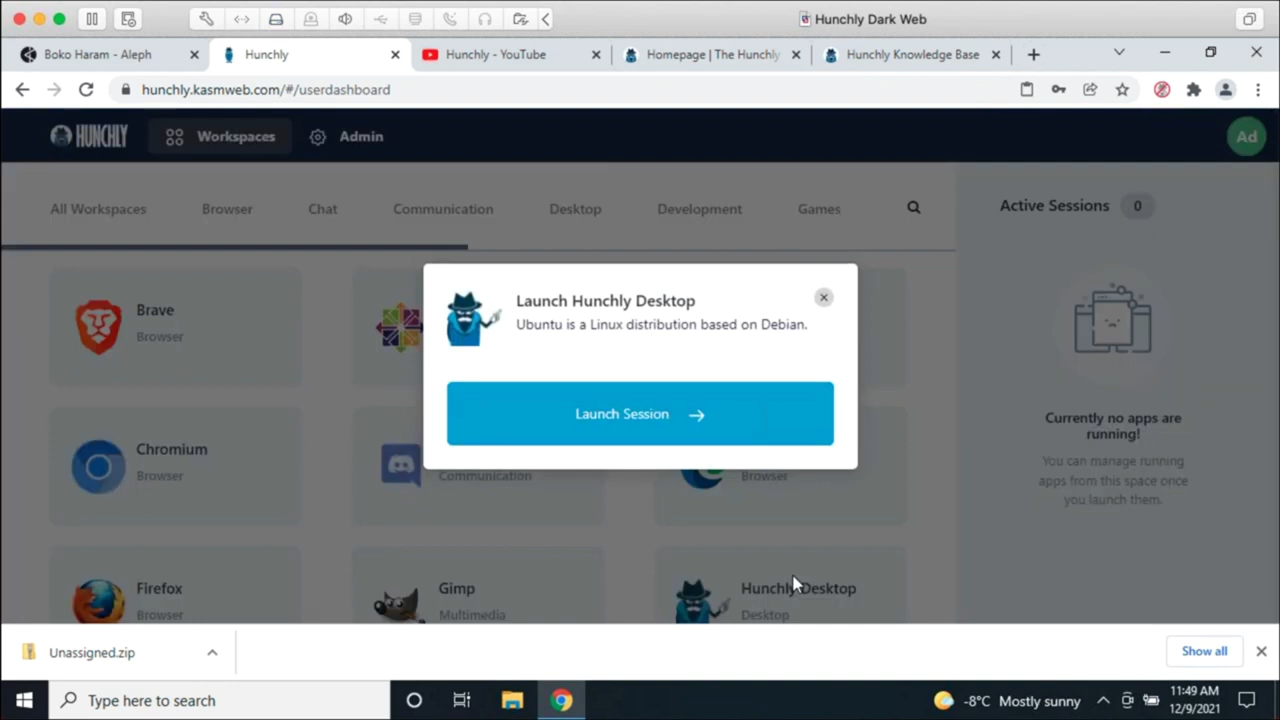 Hunchly Dark Web
Boko Haram - Aleph
Hunchly
Hunchly - YouTube
Homepage | The Hunchly
Hunchly Knowledge Base
hunchly.kasmweb.com/#/userdashboard
HUNCHLY
Workspaces
Admin
Ad
All Workspaces
Browser
Chat
Communication
Desktop
Development
Games
Active Sessions 0
Brave
Browser
Launch Hunchly Desktop
Ubuntu is a Linux distribution based on Debian.
Launch Session
Currently no apps are
running!
You can manage running
apps from this space once
you launch them.
Chromium
Browser
Communication
Browser
Firefox
Browser
Gimp
Multimedia
Hunchly Desktop
Desktop
Unassigned.zip
Show all
Type here to search
-8°C Mostly sunny
11:49 AM
12/9/2021